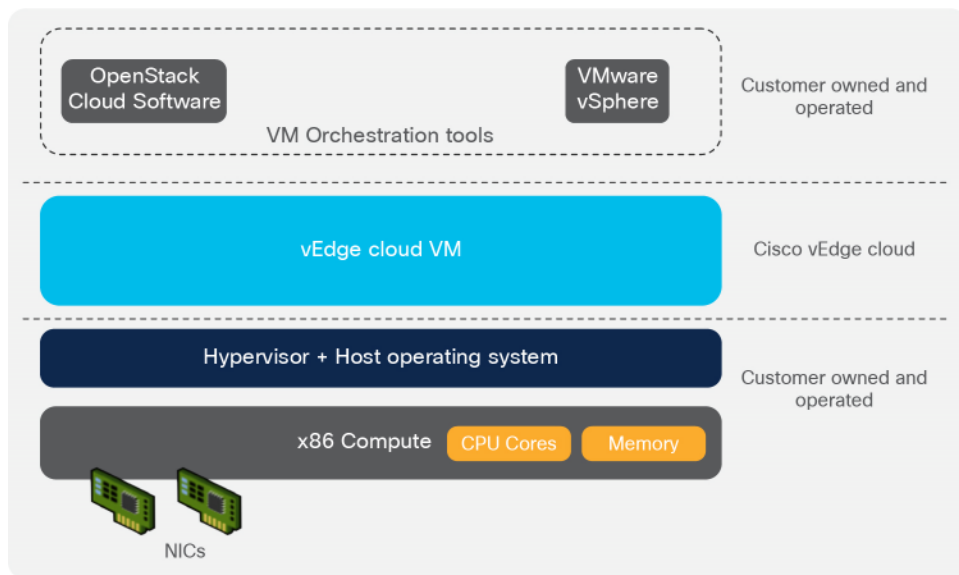 OpenStack
Cloud Software
VMware
vSphere
VM Orchestration tools
Customer owned and
operated
vEdge cloud VM
Cisco vEdge cloud
Hypervisor + Host operating system
Customer owned and
operated
x86 Compute
CPU Cores
Memory
NICs